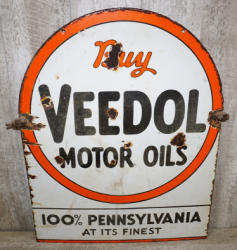 Buy
VEEDOL
MOTOR OILS
100% PENNSYLVANIA
AT ITS FINEST